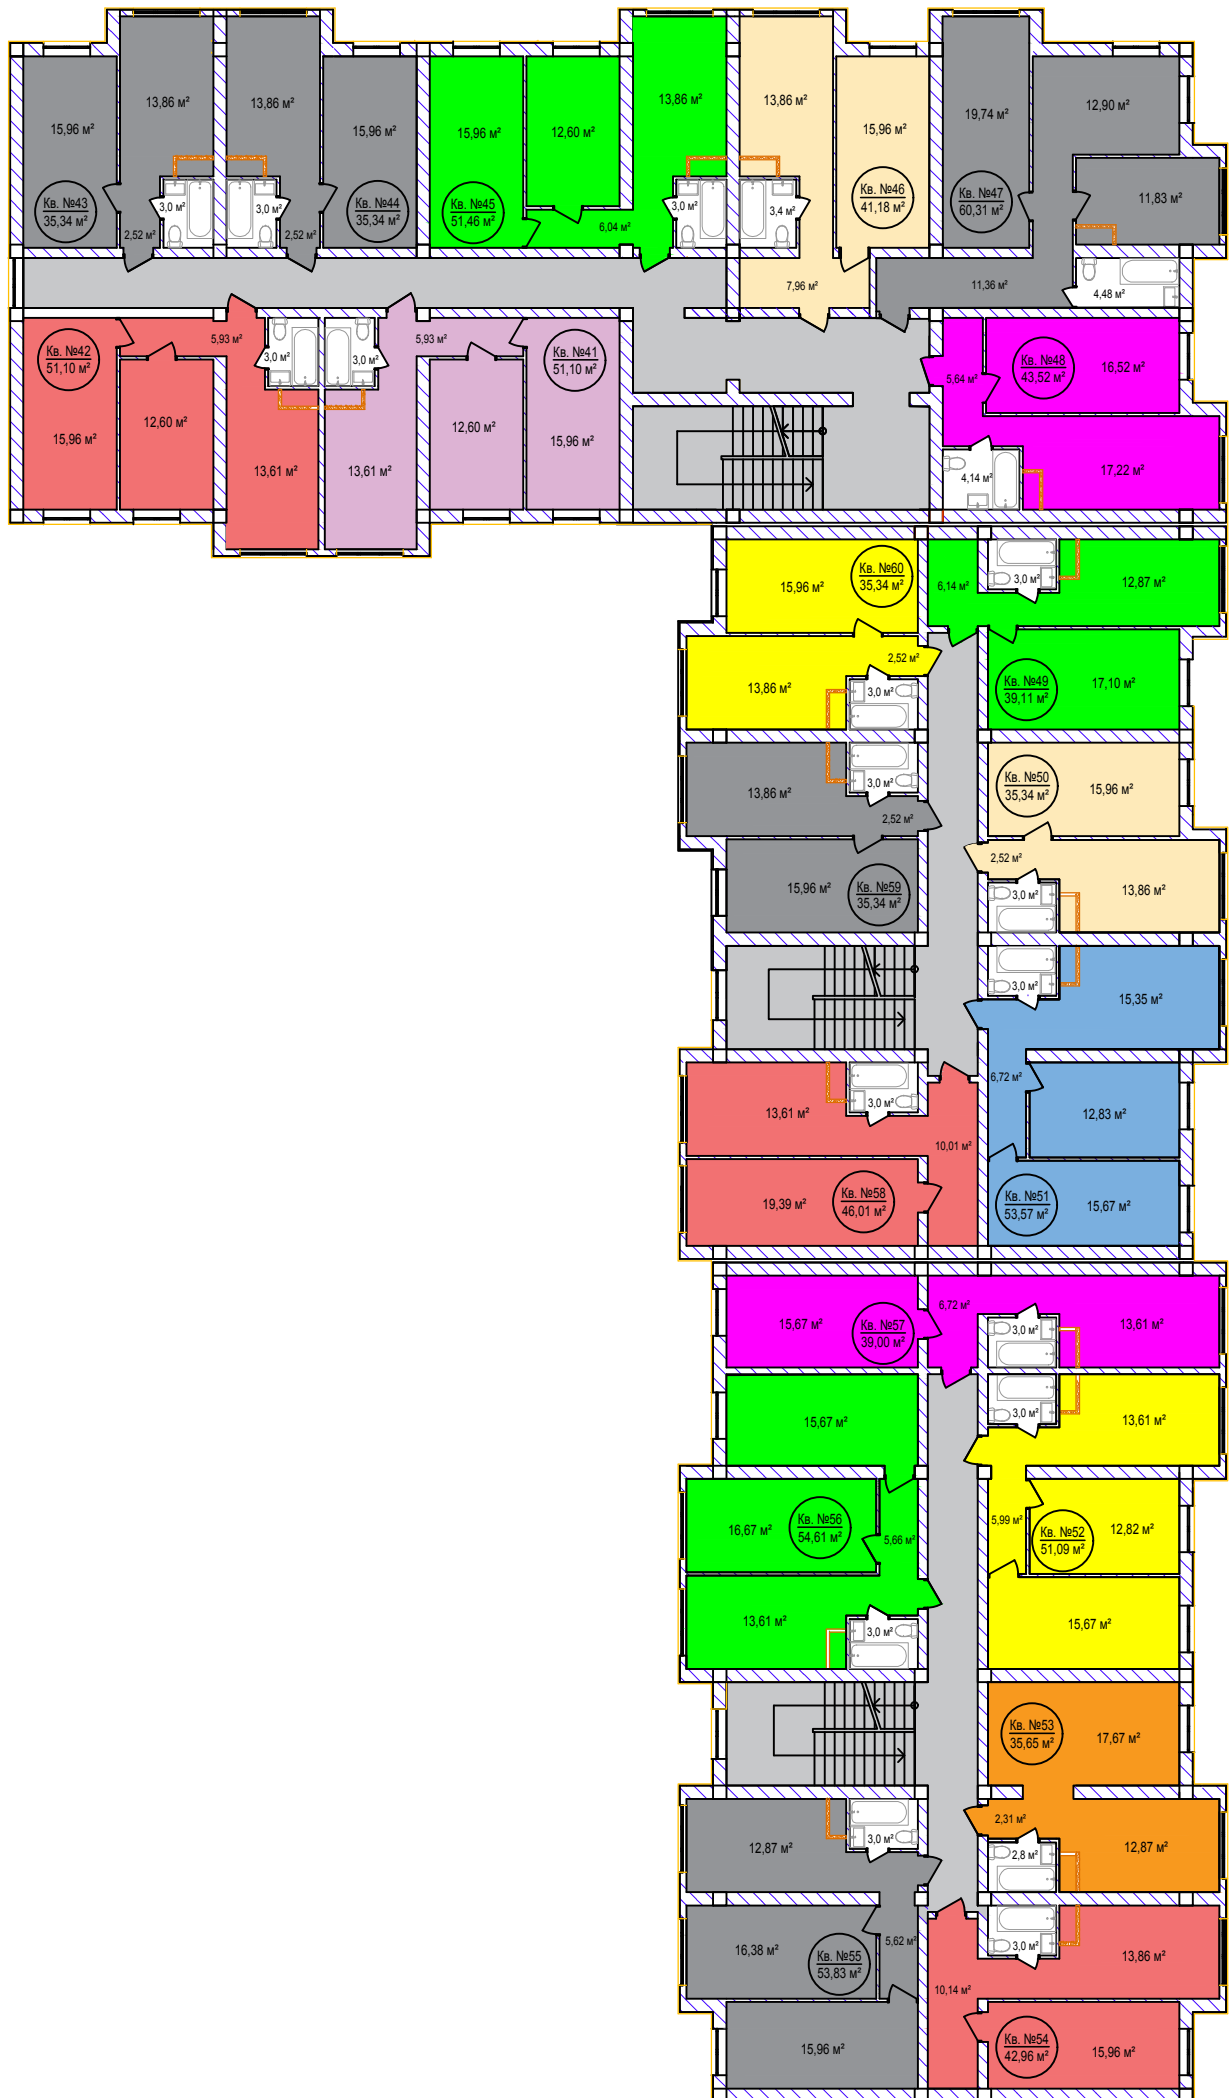 13,86 м²
13,86 м²
13,86 м²
13,86 м²
12,90 м²
19,74 м²
15,96 м²
15,96 м²
15,96 м²
12,60 м²
15,96 м²
11,83 м²
Кв. №43
35,34 м²
3,0 м²
3,0 м²
Кв. №44
35,34 м²
Кв. №45
51,46 м²
3,0 м²
3,4 м²
Кв. №46
41,18 м²
Кв. №47
60,31 м²
2,52 м²
2,52 м²
6,04 м²
7,96 м²
11,36 м²
4,48 м²
Кв. №42
51,10 м²
5,93 м²
3,0 м²
3,0 м²
5,93 м²
Кв. №41
51,10 м²
5,64 м²
Кв. №48
43,52 м²
16,52 м²
15,96 м²
12,60 м²
13,61 м²
13,61 м²
12,60 м²
15,96 м²
4,14 м²
17,22 м²
15,96 м²
Кв. №60
35,34 м²
6,14 м²
3,0 м²
12,87 м²
2,52 м²
13,86 м²
3,0 м²
Кв. №49
39,11 м²
17,10 м²
13,86 м²
3,0 м²
Кв. №50
35,34 м²
15,96 м²
2,52 м²
2,52 м²
15,96 м²
Кв. №59
35,34 м²
3,0 м²
13,86 м²
3,0 м²
15,35 м²
6,72 м²
13,61 м²
3,0 м²
12,83 м²
10,01 м²
19,39 м²
Кв. №58
46,01 м²
Кв. №51
53,57 м²
15,67 м²
6,72 м²
15,67 м²
Кв. №57
39,00 м²
3,0 м²
13,61 м²
15,67 м²
3,0 м²
13,61 м²
16,67 м²
Кв. №56
54,61 м²
5,66 м²
5,99 м²
Кв. №52
51,09 м²
12,82 м²
13,61 м²
3,0 м²
15,67 м²
Кв. №53
35,65 м²
17,67 м²
2,31 м²
12,87 м²
3,0 м²
2,8 м²
12,87 м²
16,38 м²
Кв. №55
53,83 м²
5,62 м²
3,0 м²
13,86 м²
10,14 м²
15,96 м²
Кв. №54
42,96 м²
15,96 м²